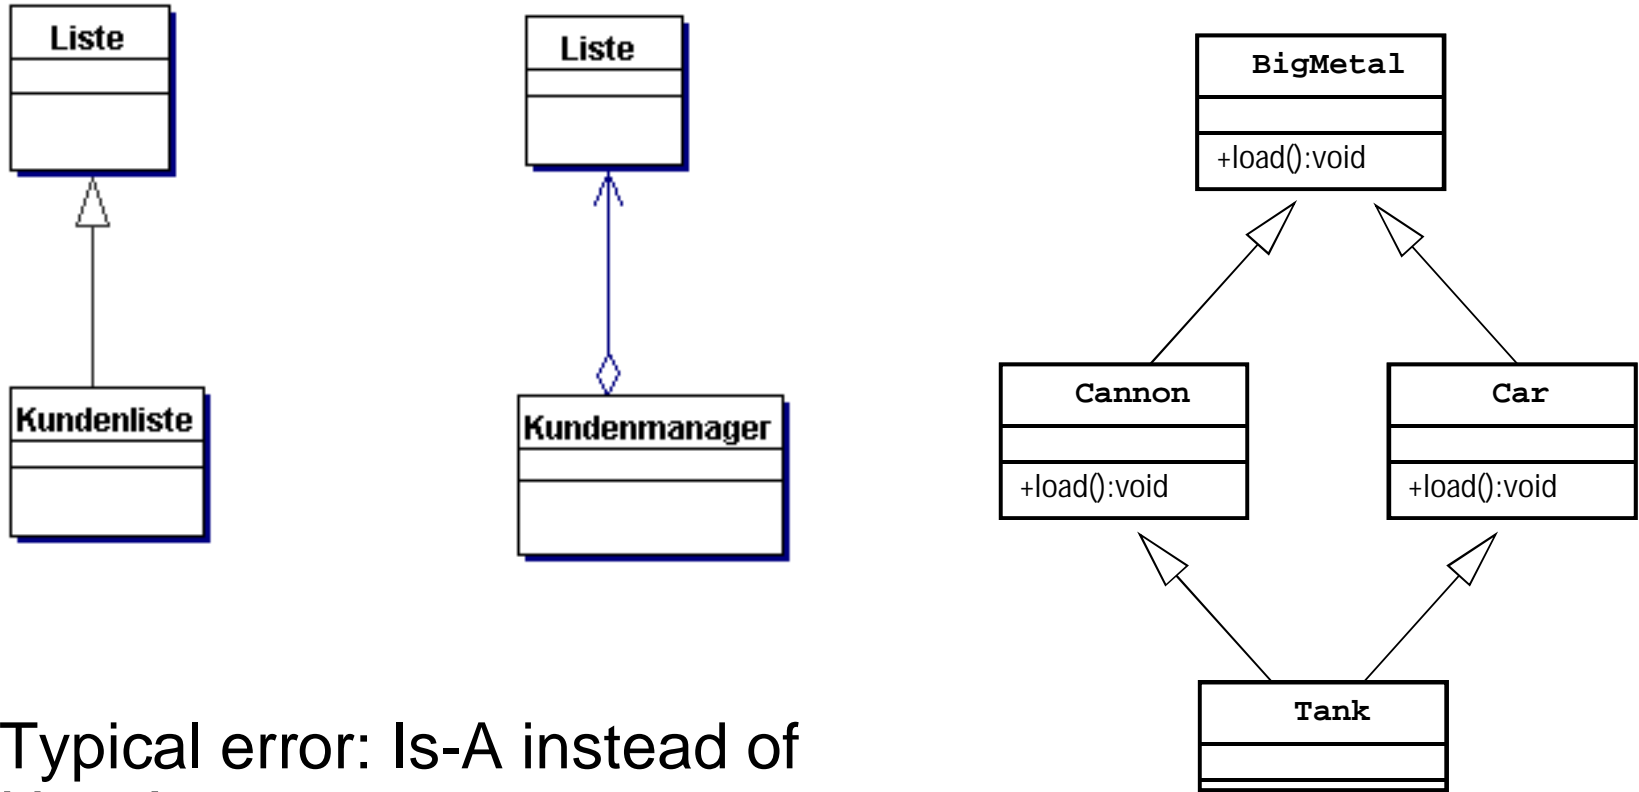 Liste
Kundenliste
Liste
Kundenmanager
BigMetal
+load():void
Cannon
+load():void
Car
+load():void
Tank
Typical error: Is-A instead of